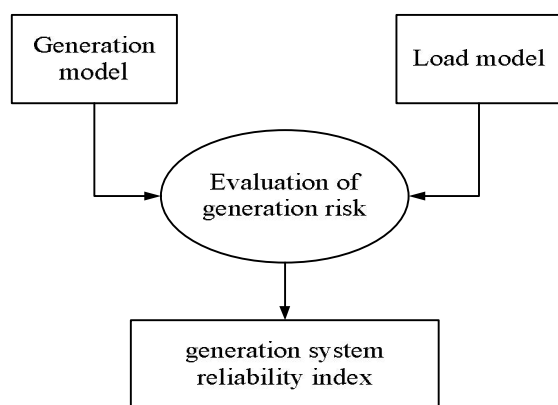 Generation
model
Load model
Evaluation of
generation risk
generation system
reliability index